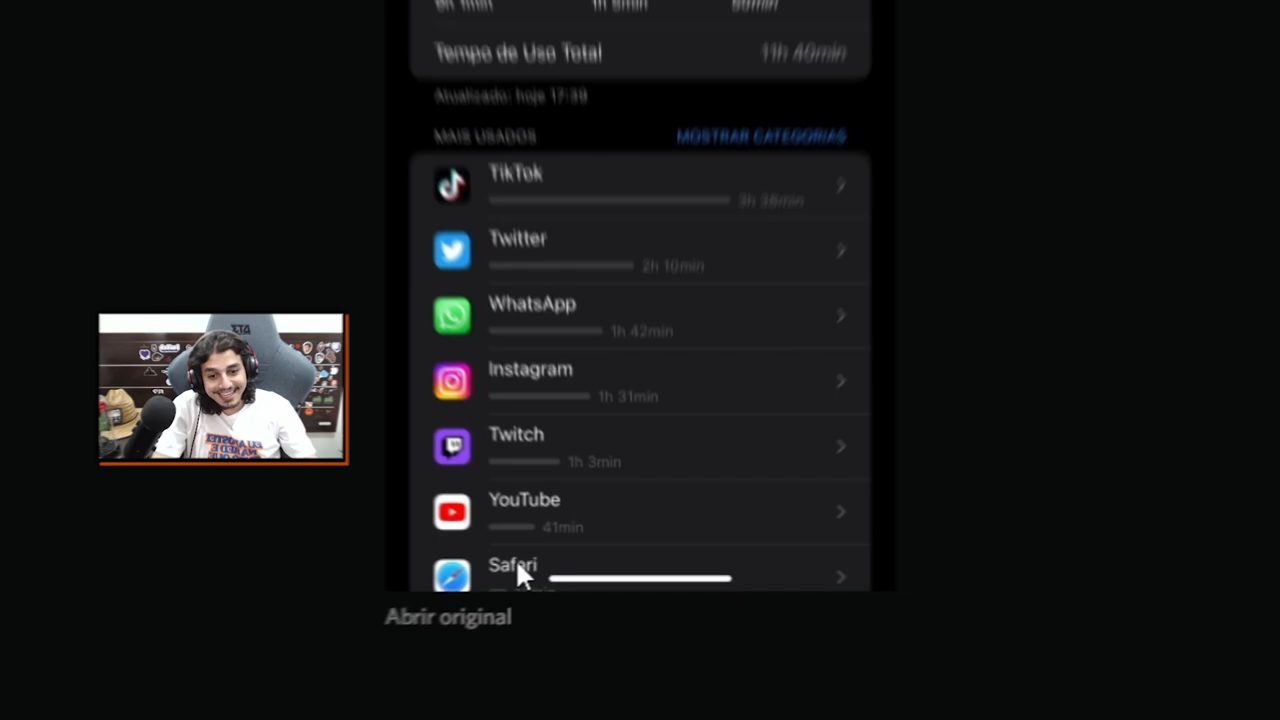 Tempo de Uso Total 11h 40min
Atualizado: hoje 17:39
MAIS USADOS MOSTRAR CATEGORIAS
TikTok
3h 38min
Twitter
2h 10min
WhatsApp
1h 42min
Instagram
1h 31min
Twitch
1h 3min
YouTube
41min
Safari
Abrir original